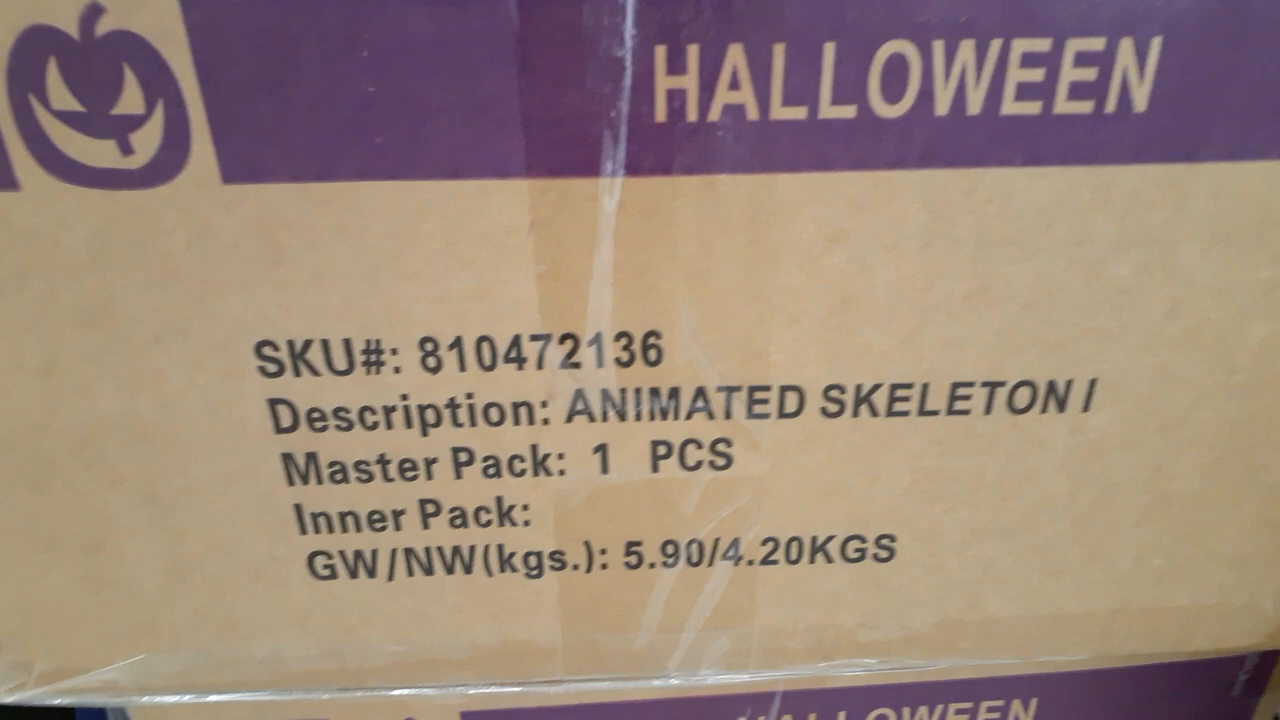 HALLOWEEN
SKU#: 810472136
Description: ANIMATED SKELETON I
Master Pack: 1 PCS
Inner Pack:
GW/NW(kgs.): 5.90/4.20KGS
HALLOWEEN